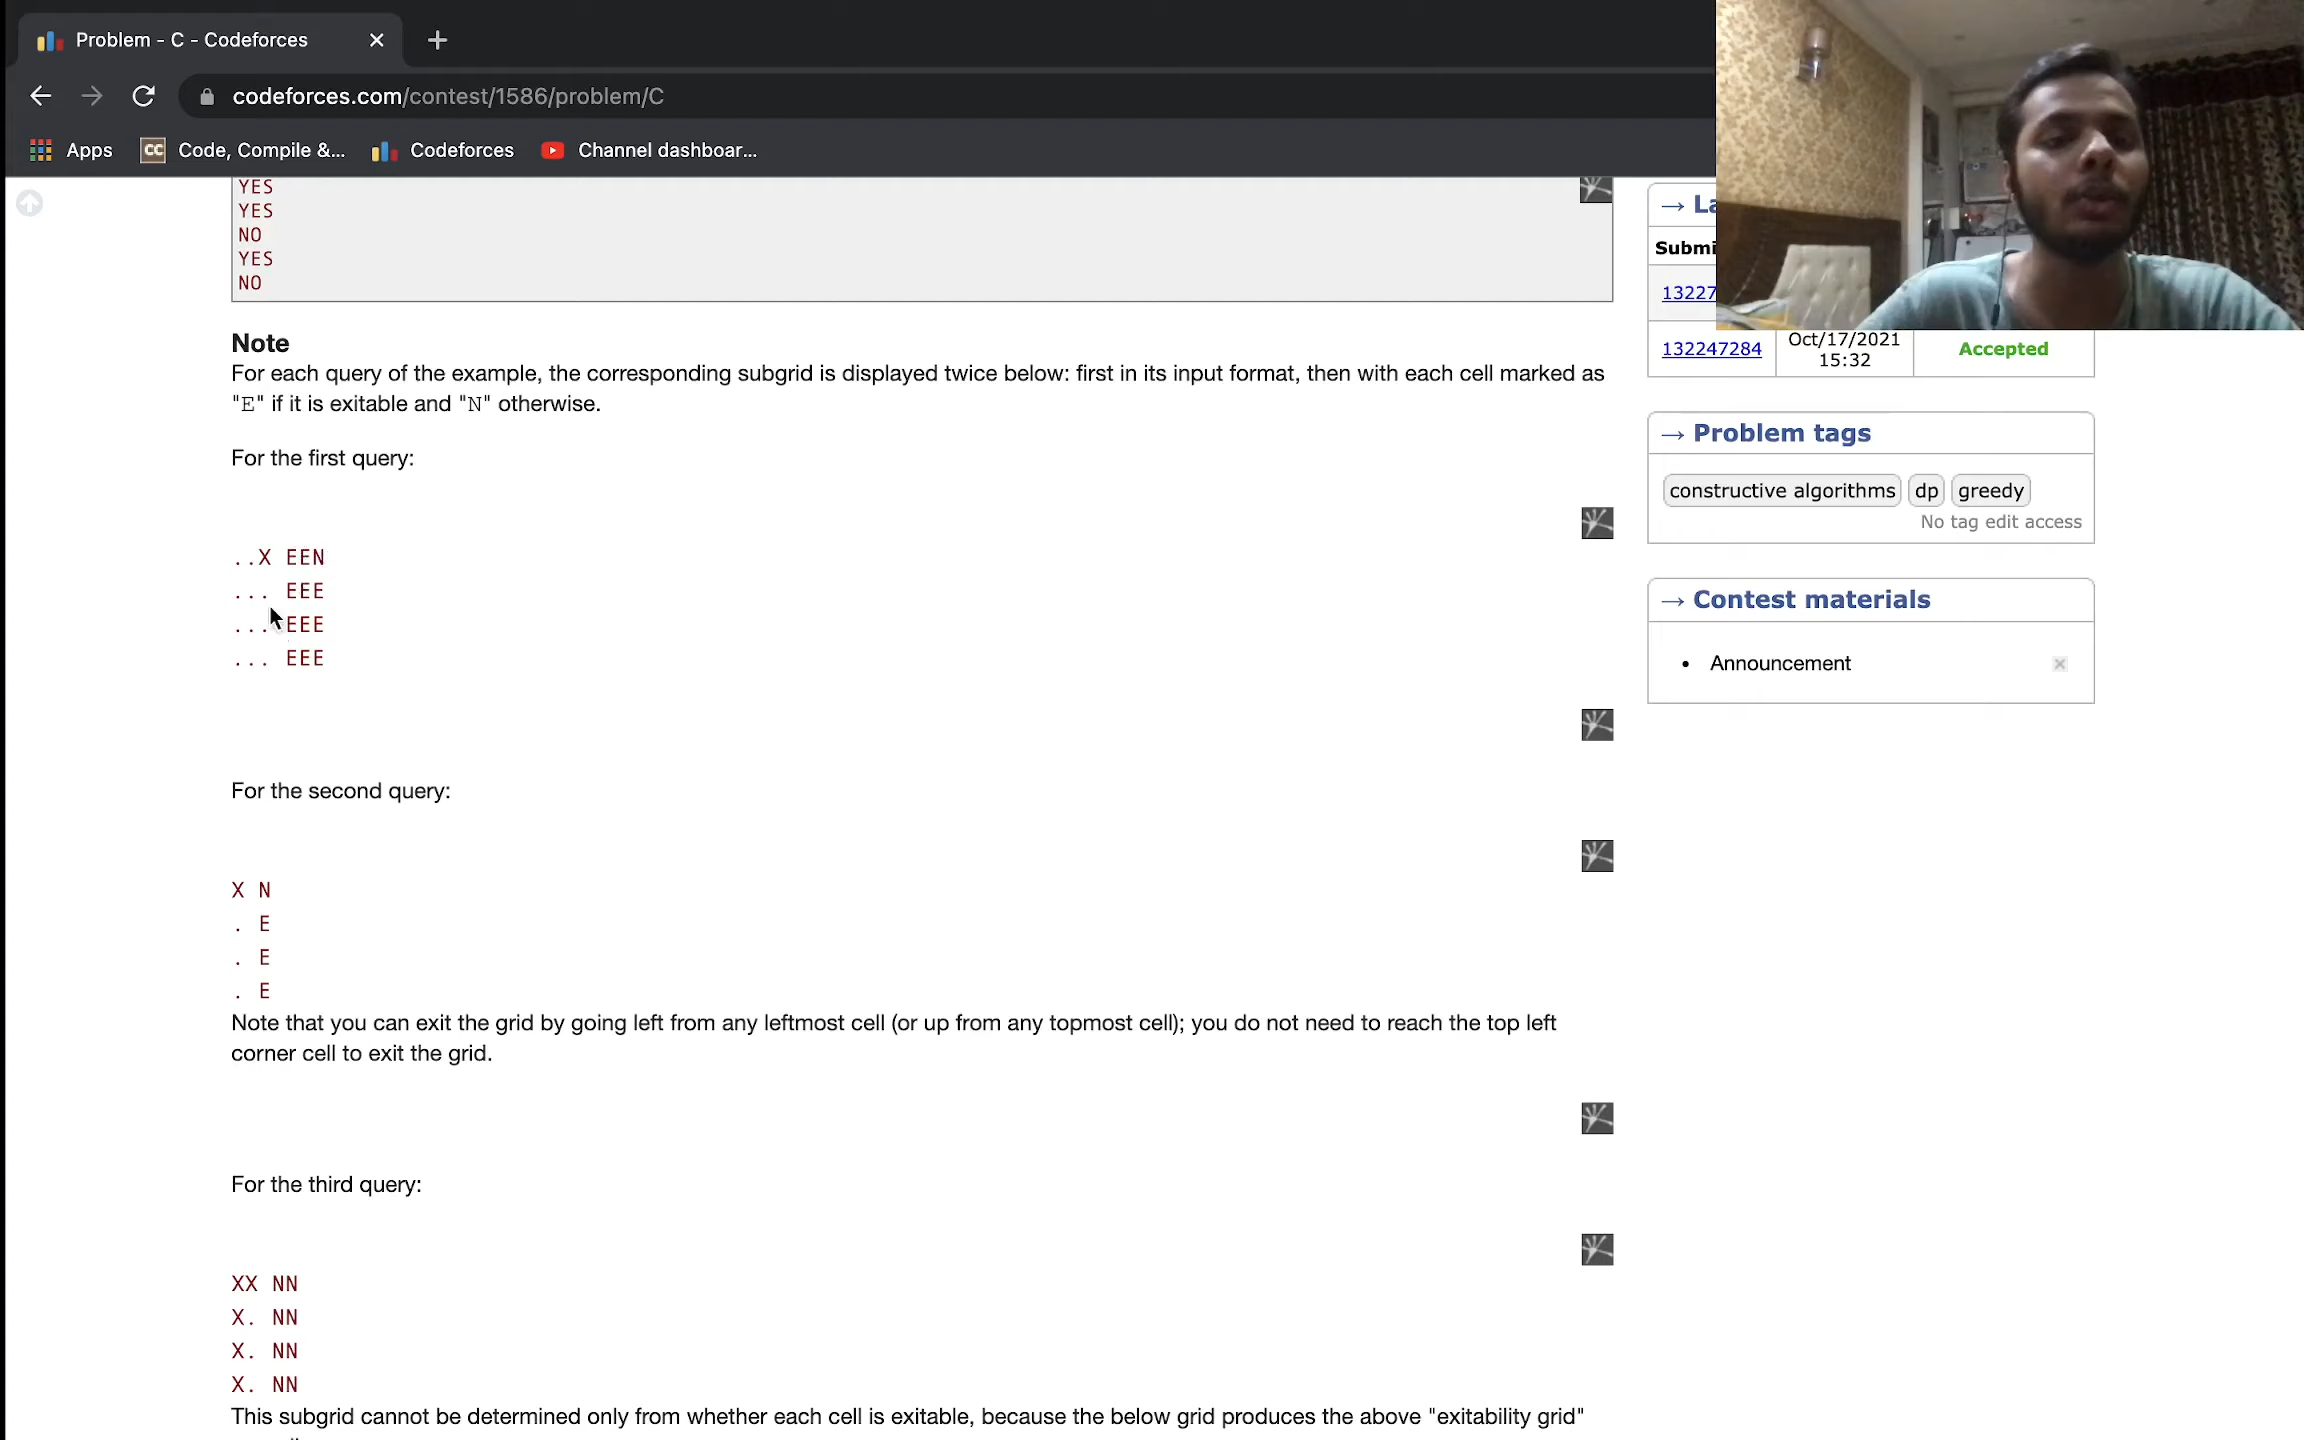 Problem - C - Codeforces
codeforces.com/contest/1586/problem/C
Apps CC Code, Compile &... Codeforces Channel dashboar...
YES
YES
NO
YES
NO
Note
For each query of the example, the corresponding subgrid is displayed twice below: first in its input format, then with each cell marked as
"E" if it is exitable and "N" otherwise.
For the first query:
..X EEN
... EEE
... EEE
... EEE
For the second query:
X N
. E
. E
. E
Note that you can exit the grid by going left from any leftmost cell (or up from any topmost cell); you do not need to reach the top left
corner cell to exit the grid.
For the third query:
XX NN
X. NN
X. NN
X. NN
This subgrid cannot be determined only from whether each cell is exitable, because the below grid produces the above "exitability grid"
→ La
Submi
13227
132247284 Oct/17/2021 15:32 Accepted
→ Problem tags
constructive algorithms dp greedy
No tag edit access
→ Contest materials
• Announcement